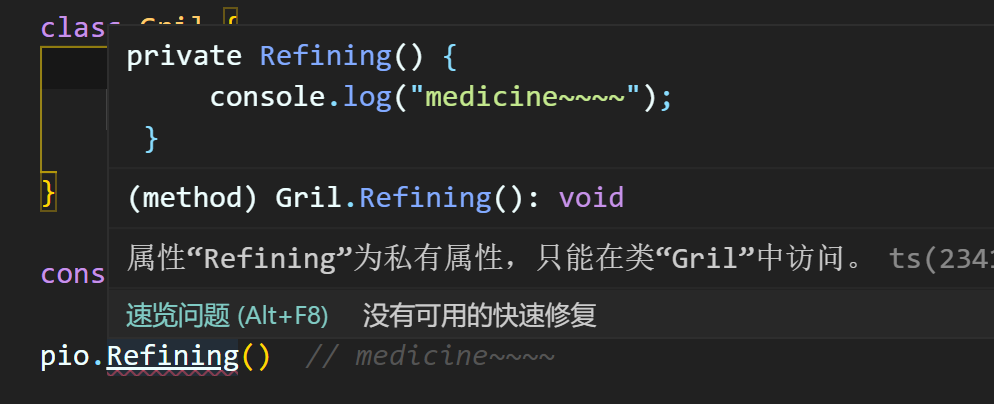 class Gril {
private Refining() {
console.log("medicine~~~~");
}
(method) Gril.Refining(): void
}
属性“Refining”为私有属性，只能在类“Gril”中访问。 ts(2341
cons
速览问题 (Alt+F8) 没有可用的快速修复
pio.Refining() // medicine~~~~